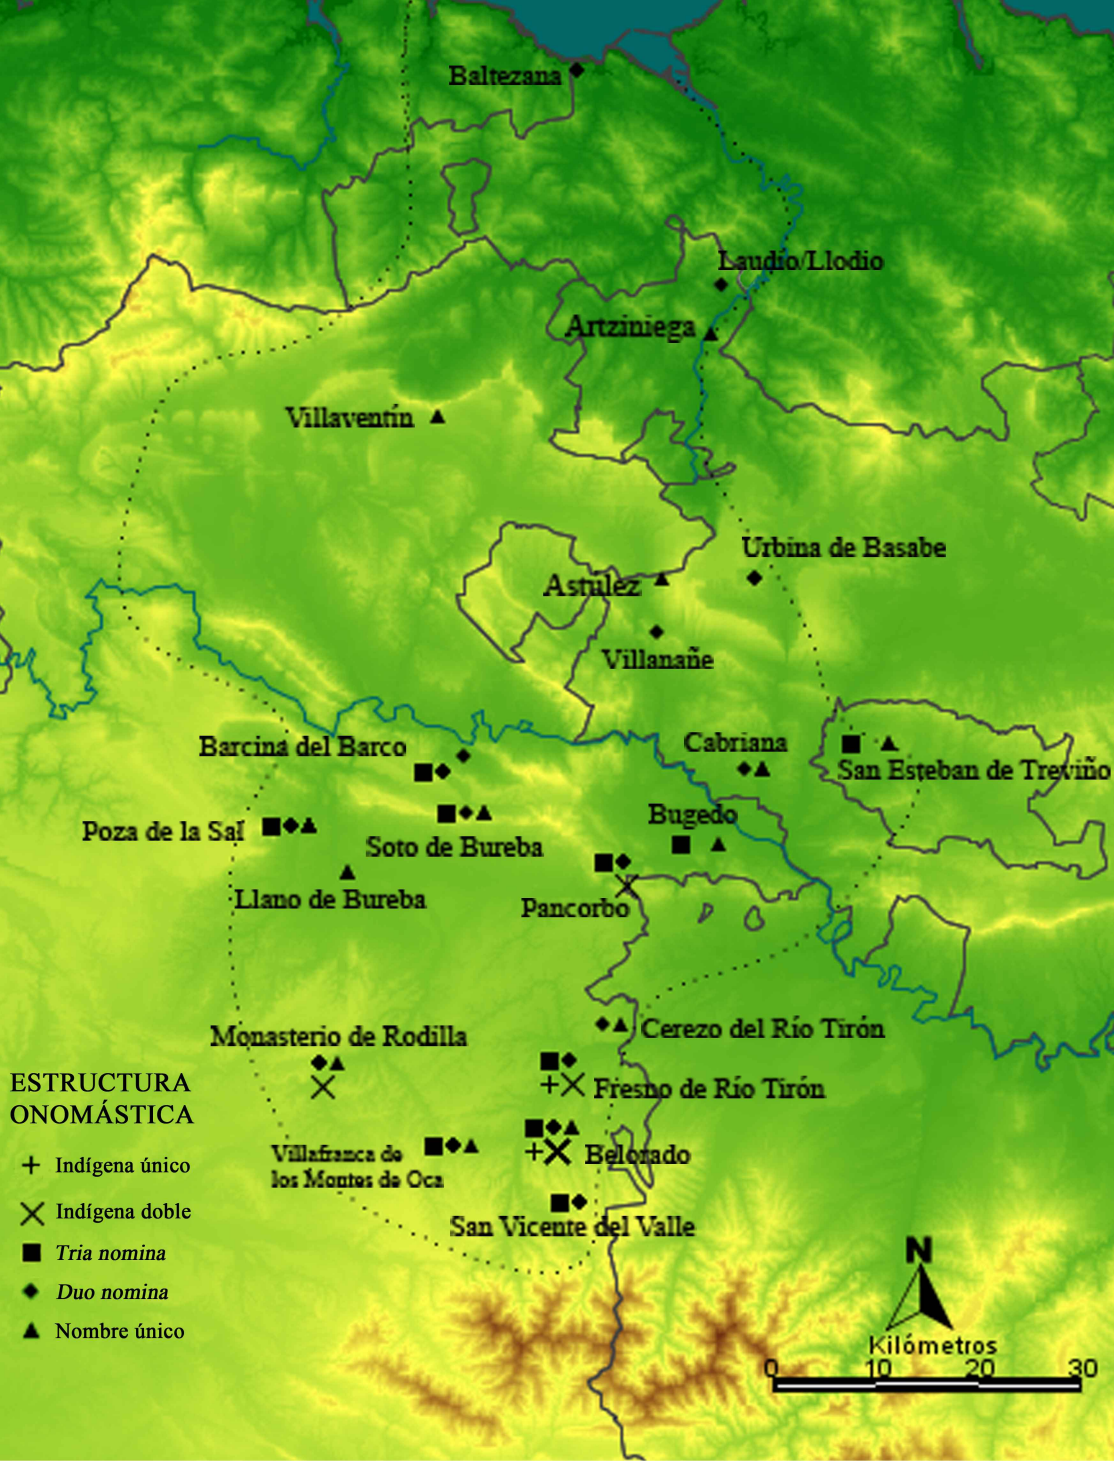 Baltezana
Laudio/Llodio
Artziniega
Villaventín
Urbina de Basabe
Astúlez
Villanañe
Barcina del Barco
Cabriana
San Esteban de Treviño
Poza de la Sal
Soto de Bureba
Bugedo
Llano de Bureba
Pancorbo
Monasterio de Rodilla
Cerezo del Río Tirón
Fresno de Río Tirón
Villafranca de
los Montes de Oca
Belorado
San Vicente del Valle
ESTRUCTURA
ONOMÁSTICA
Indígena único
Indígena doble
Tria nomina
Duo nomina
Nombre único
N
Kilómetros
0 10 20 30